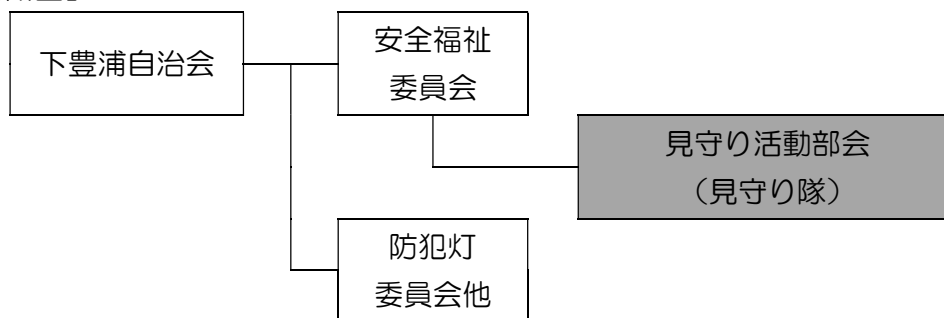 下豊浦自治会
安全福祉
委員会
見守り活動部会
（見守り隊）
防犯灯
委員会他